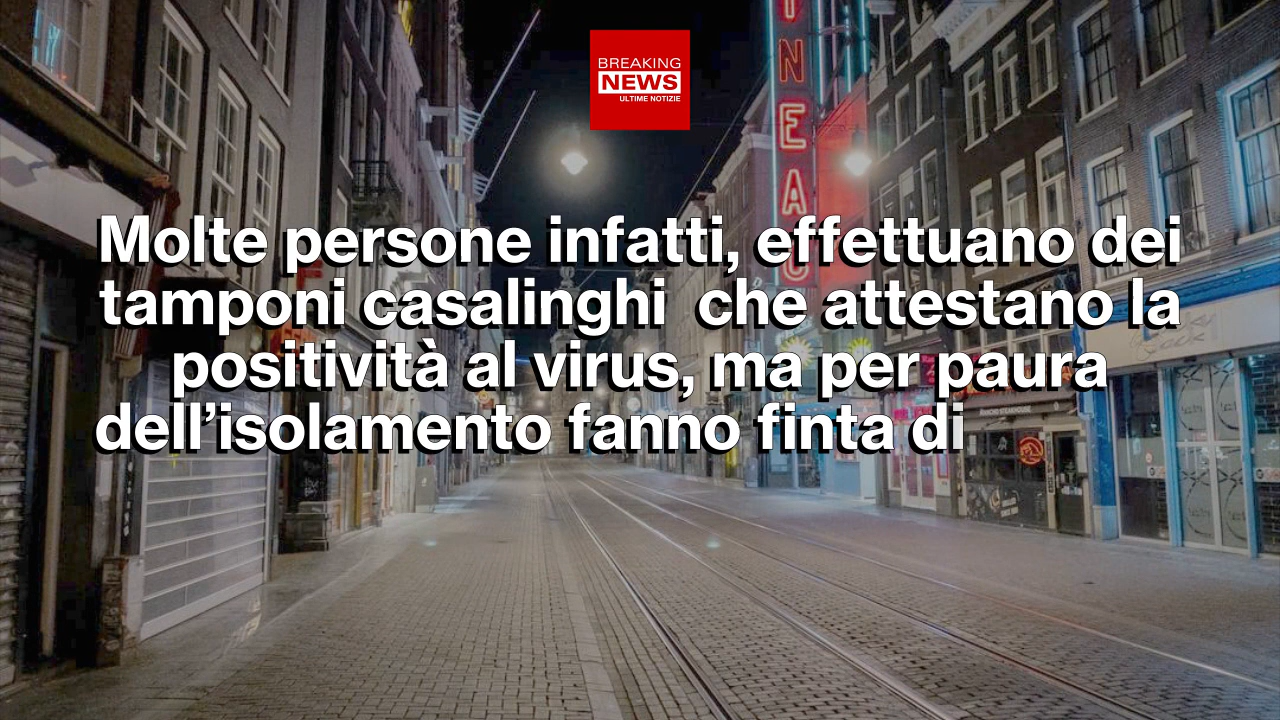 BREAKING
NEWS
ULTIME NOTIZIE
Molte persone infatti, effettuano dei
tamponi casalinghi  che attestano la
positività al virus, ma per paura
dell’isolamento fanno finta di